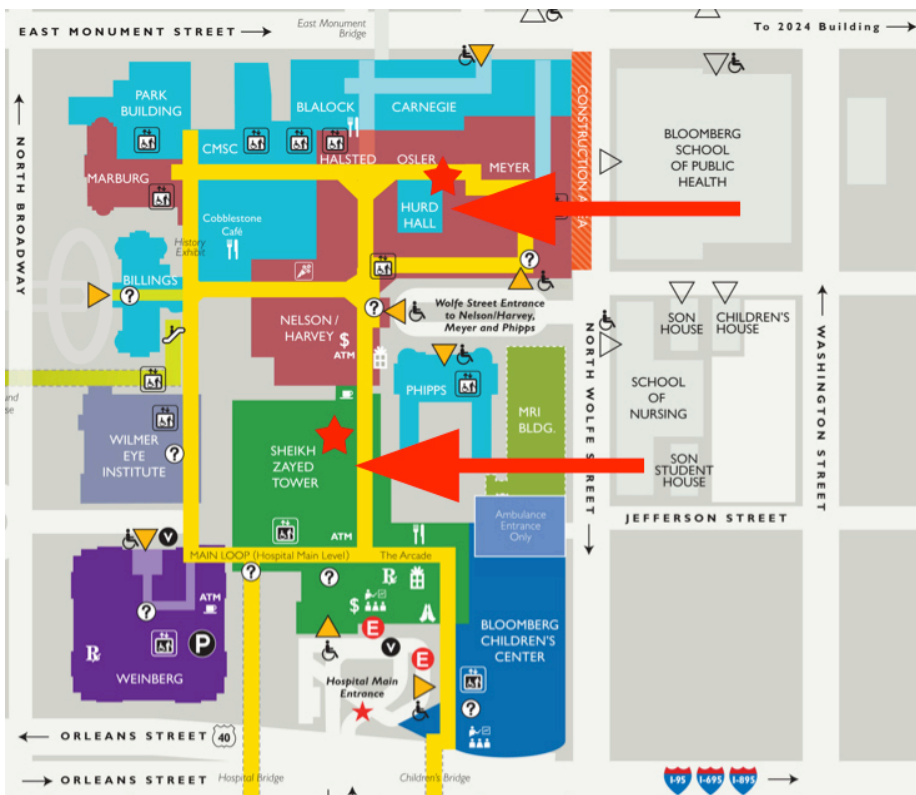 East Monument
Bridge
EAST MONUMENT STREET
To 2024 Building
PARK
BUILDING
BLALOCK
CARNEGIE
CMSC
HALSTED
OSLER
MEYER
MARBURG
HURD
HALL
CONSTRUCTION AREA
BLOOMBERG
SCHOOL
OF PUBLIC
HEALTH
NORTH BROADWAY
Cobblestone
Café
History
Exhibit
BILLINGS
?
?
?
Wolfe Street Entrance
to Nelson/Harvey,
Meyer and Phipps
NELSON /
HARVEY
$
ATM
SON
HOUSE
CHILDREN'S
HOUSE
NORTH WOLFE STREET
WASHINGTON STREET
PHIPPS
MRI
BLDG.
SCHOOL
OF
NURSING
und
se
WILMER
EYE
INSTITUTE
?
SHEIKH
ZAYED
TOWER
SON
STUDENT
HOUSE
Ambulance
Entrance
Only
JEFFERSON STREET
ATM
V
MAIN LOOP (Hospital Main Level)
The Arcade
?
?
Rx
ATM
?
$
E
V
E
P
Rx
WEINBERG
BLOOMBERG
CHILDREN'S
CENTER
Hospital Main
Entrance
?
ORLEANS STREET
40
ORLEANS STREET
Hospital Bridge
Children's Bridge
I-95
I-695
I-895